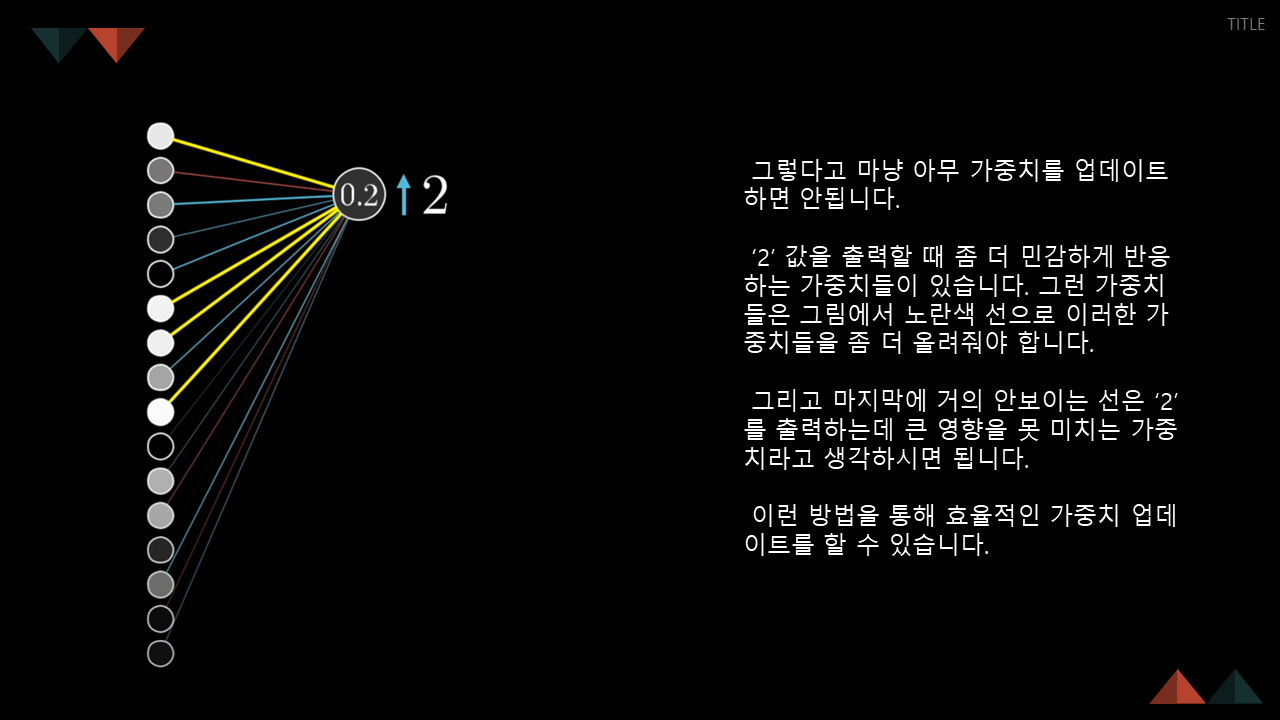 TITLE
0.2
2
그렇다고 마냥 아무 가중치를 업데이트
하면 안됩니다.
‘2’ 값을 출력할 때 좀 더 민감하게 반응
하는 가중치들이 있습니다. 그런 가중치
들은 그림에서 노란색 선으로 이러한 가
중치들을 좀 더 올려줘야 합니다.
그리고 마지막에 거의 안보이는 선은 ‘2’
를 출력하는데 큰 영향을 못 미치는 가중
치라고 생각하시면 됩니다.
이런 방법을 통해 효율적인 가중치 업데
이트를 할 수 있습니다.